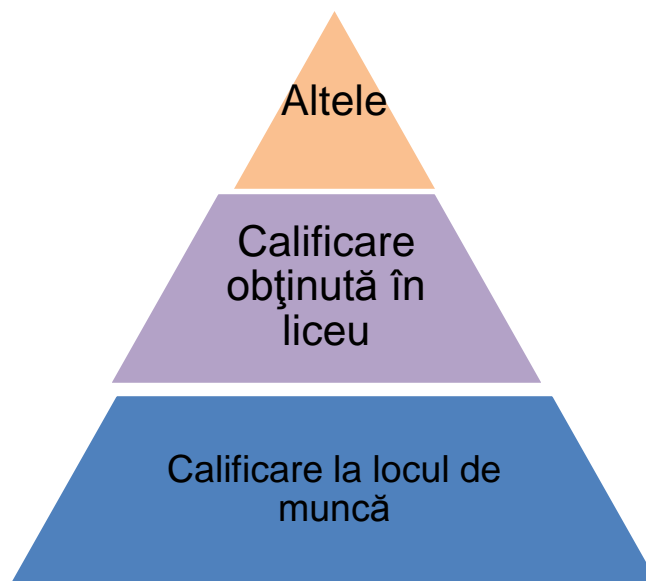 Altele
Calificare
obţinută în
liceu
Calificare la locul de
muncă